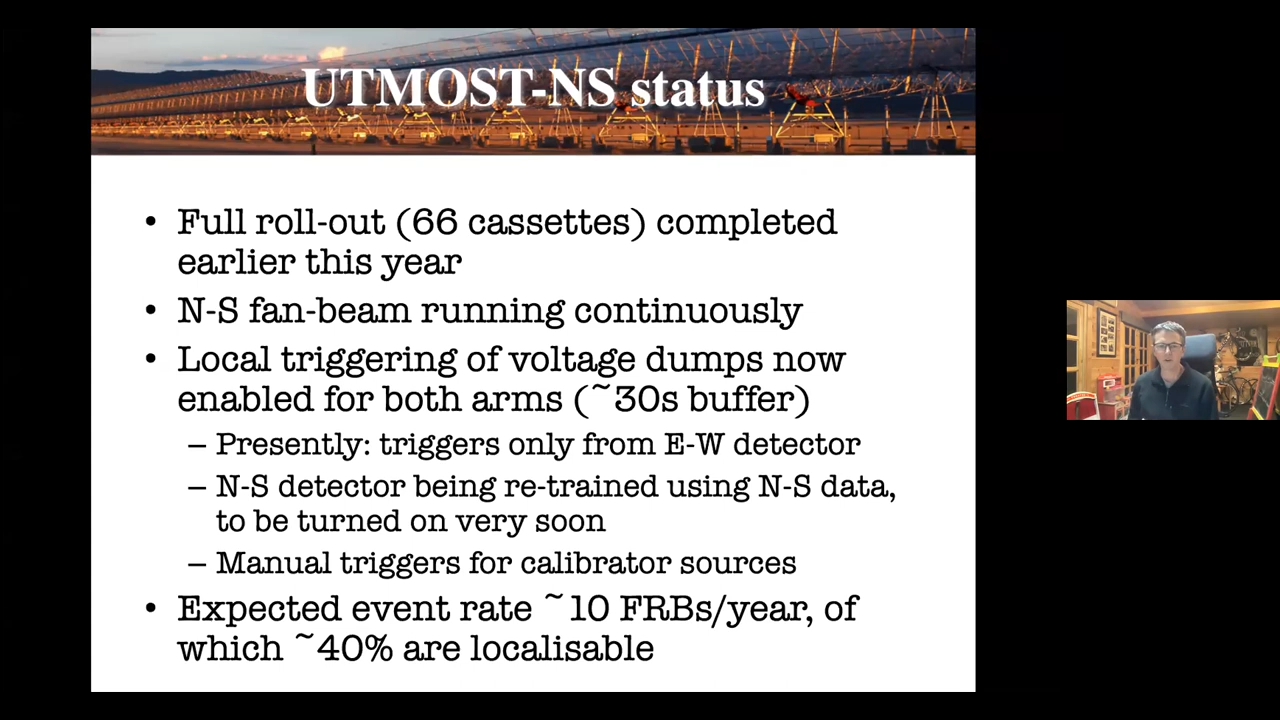 UTMOST-NS status
• Full roll-out (66 cassettes) completed
earlier this year
• N-S fan-beam running continuously
• Local triggering of voltage dumps now
enabled for both arms (~30s buffer)
– Presently: triggers only from E-W detector
– N-S detector being re-trained using N-S data,
to be turned on very soon
– Manual triggers for calibrator sources
• Expected event rate ~10 FRBs/year, of
which ~40% are localisable